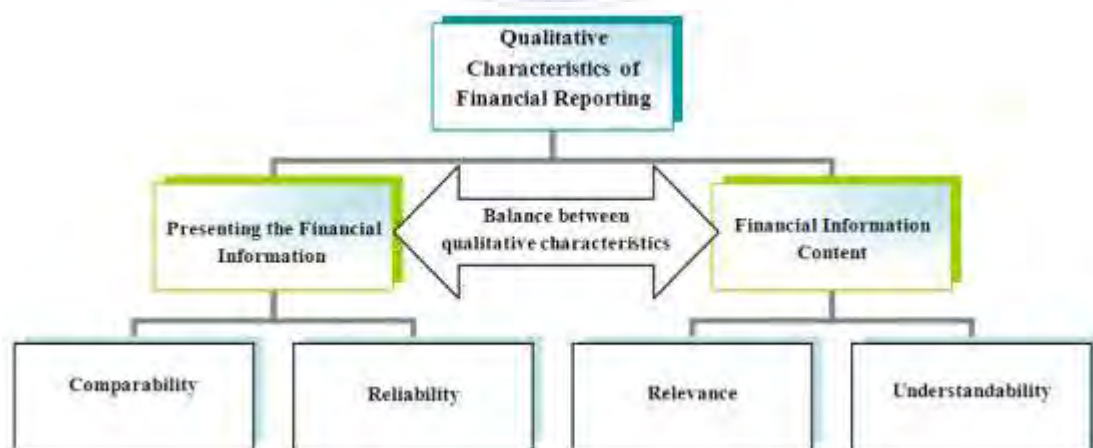 Qualitative
Characteristics of
Financial Reporting
Presenting the Financial
Information
Balance between
qualitative characteristics
Financial Information
Content
Comparability
Reliability
Relevance
Understandability